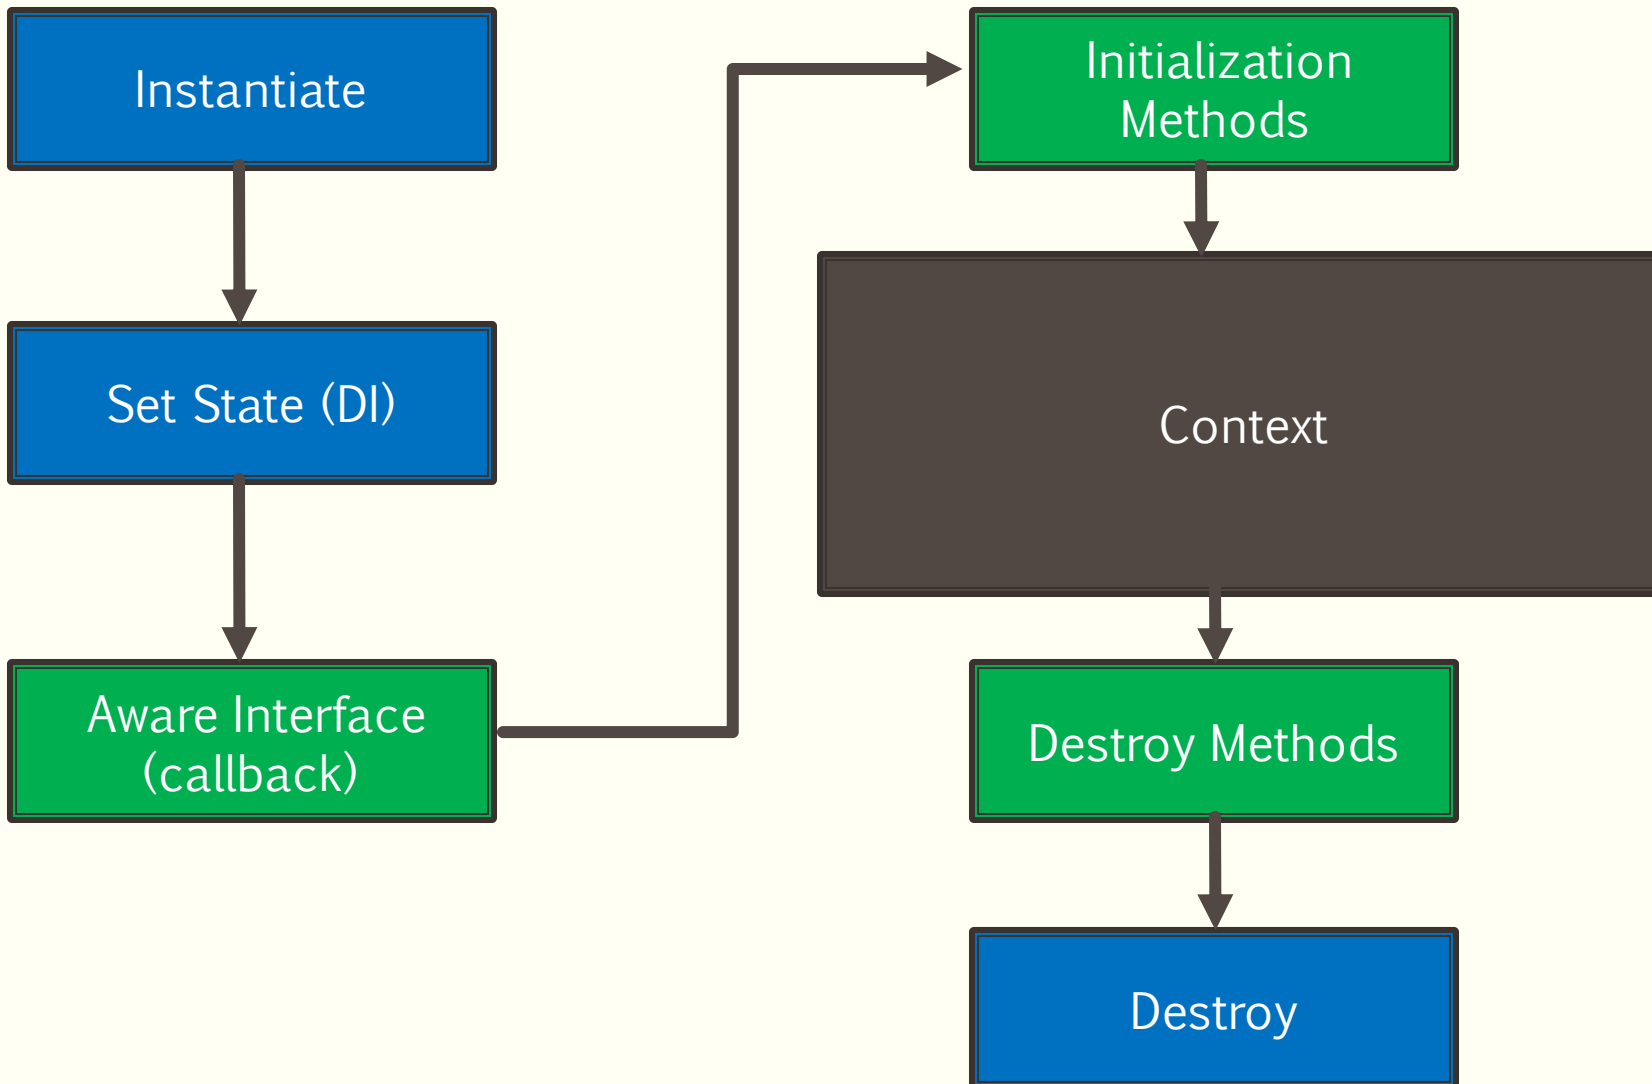 Instantiate
Set State (DI)
Aware Interface
(callback)
Initialization
Methods
Context
Destroy Methods
Destroy